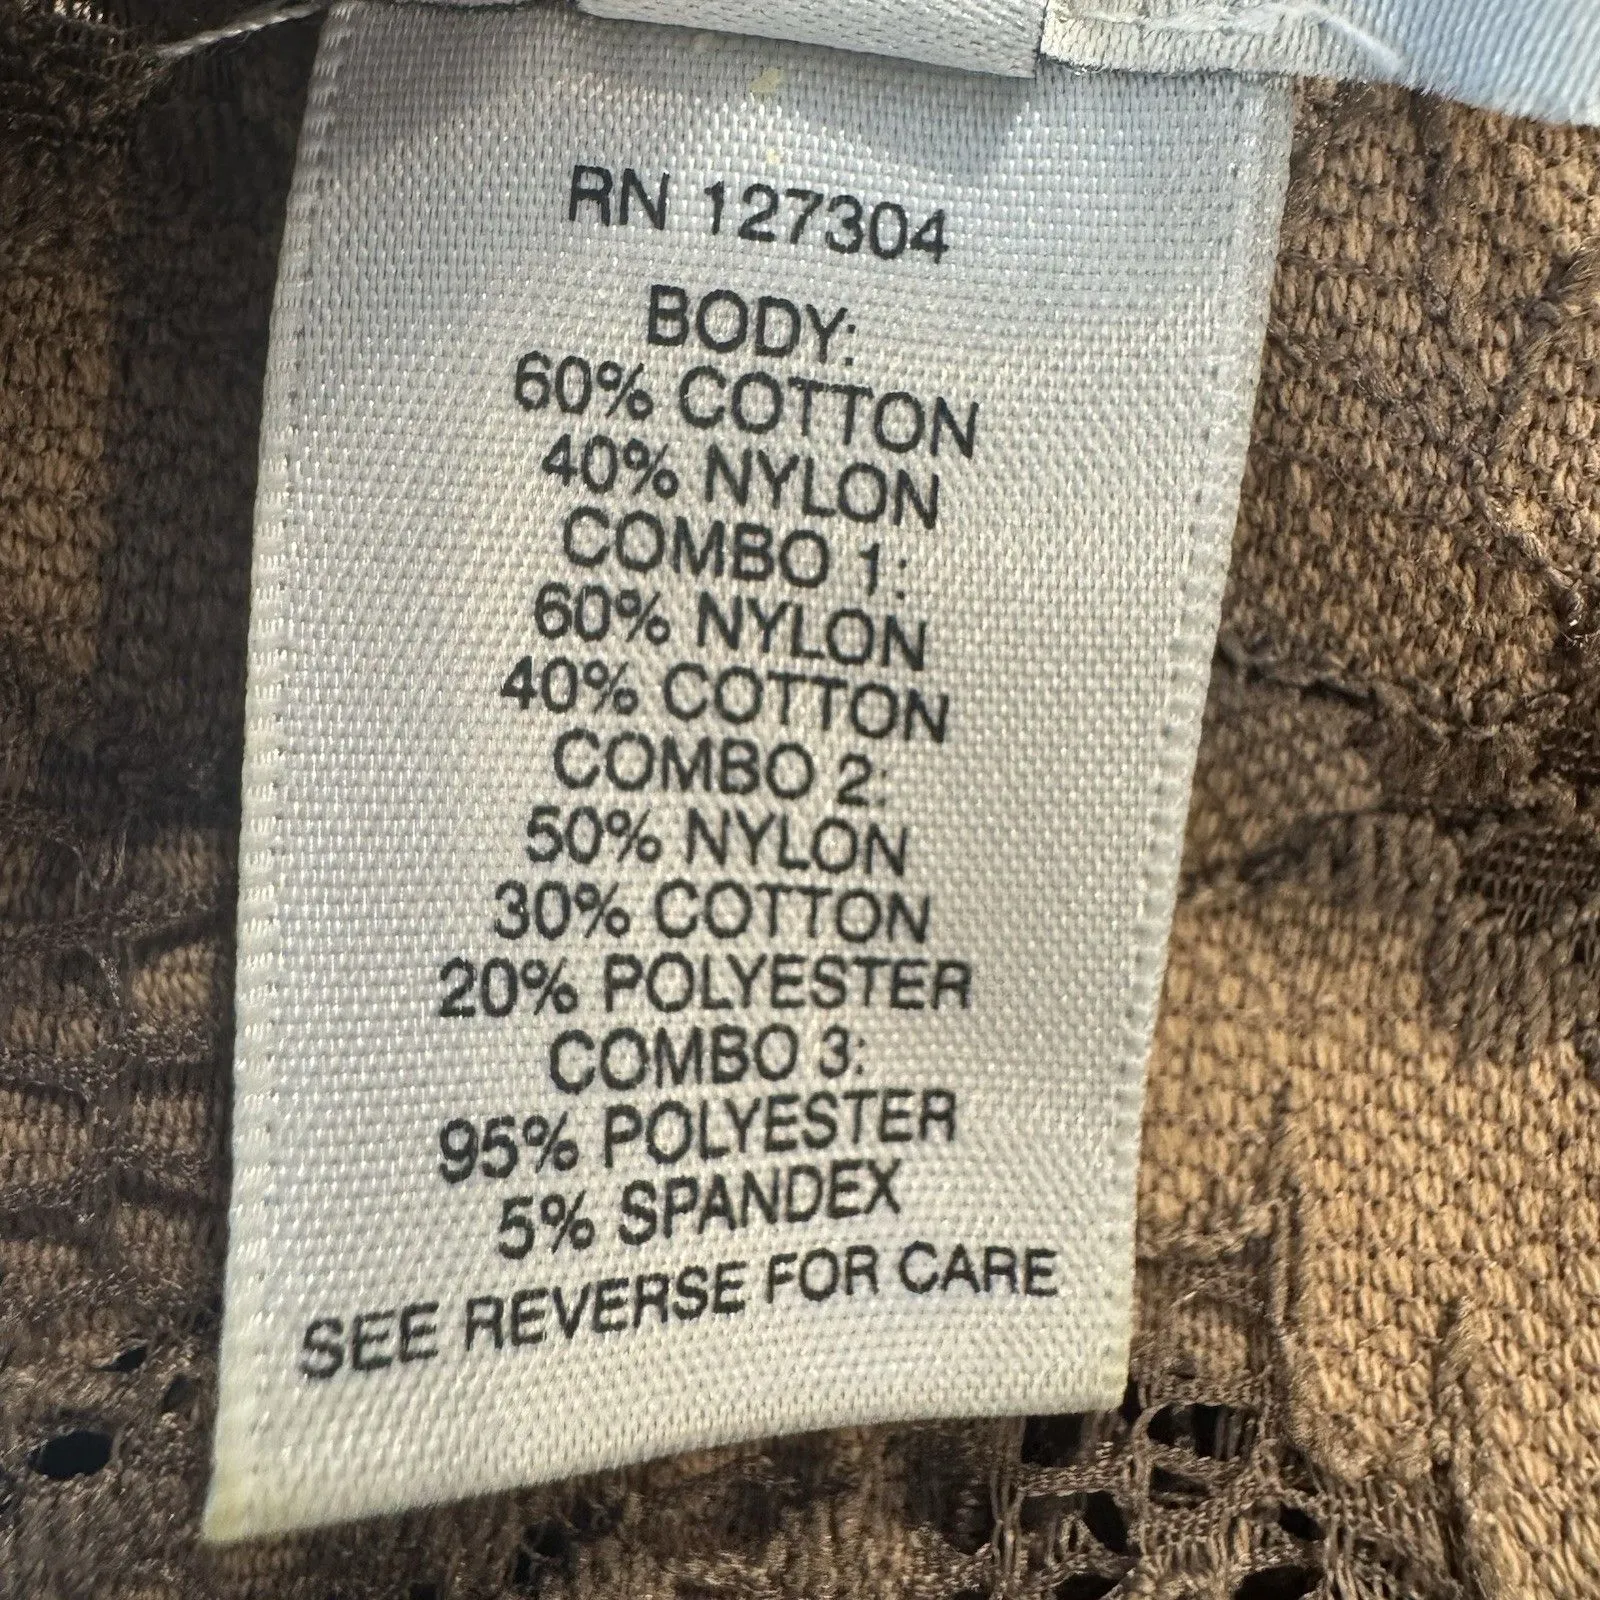 RN 127304
BODY:
60% COTTON
40% NYLON
COMBO 1:
60% NYLON
40% COTTON
COMBO 2:
50% NYLON
30% COTTON
20% POLYESTER
COMBO 3:
95% POLYESTER
5% SPANDEX
SEE REVERSE FOR CARE